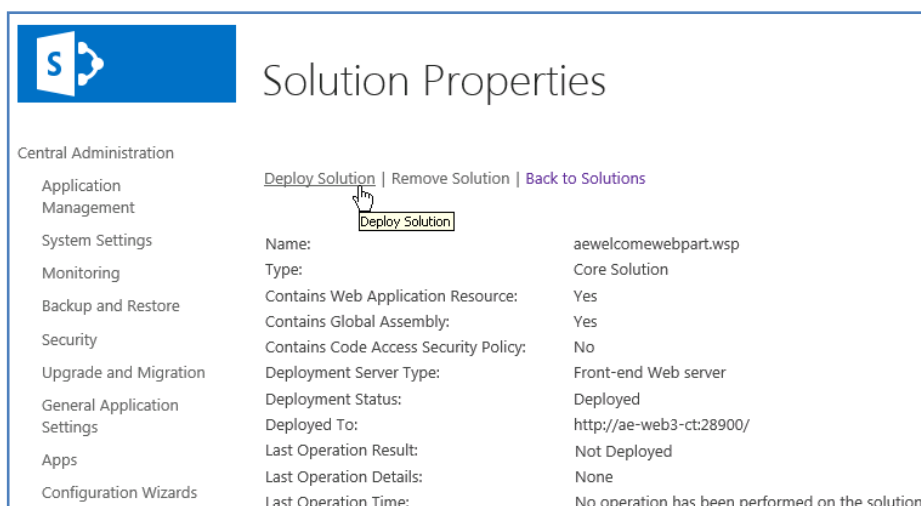 S
Solution Properties
Central Administration
Application
Management
System Settings
Monitoring
Backup and Restore
Security
Upgrade and Migration
General Application
Settings
Apps
Configuration Wizards
Deploy Solution | Remove Solution | Back to Solutions
Deploy Solution
Name: aewelcomewebpart.wsp
Type: Core Solution
Contains Web Application Resource: Yes
Contains Global Assembly: Yes
Contains Code Access Security Policy: No
Deployment Server Type: Front-end Web server
Deployment Status: Deployed
Deployed To: http://ae-web3-ct:28900/
Last Operation Result: Not Deployed
Last Operation Details: None
Last Operation Time: No operation has been performed on the solution